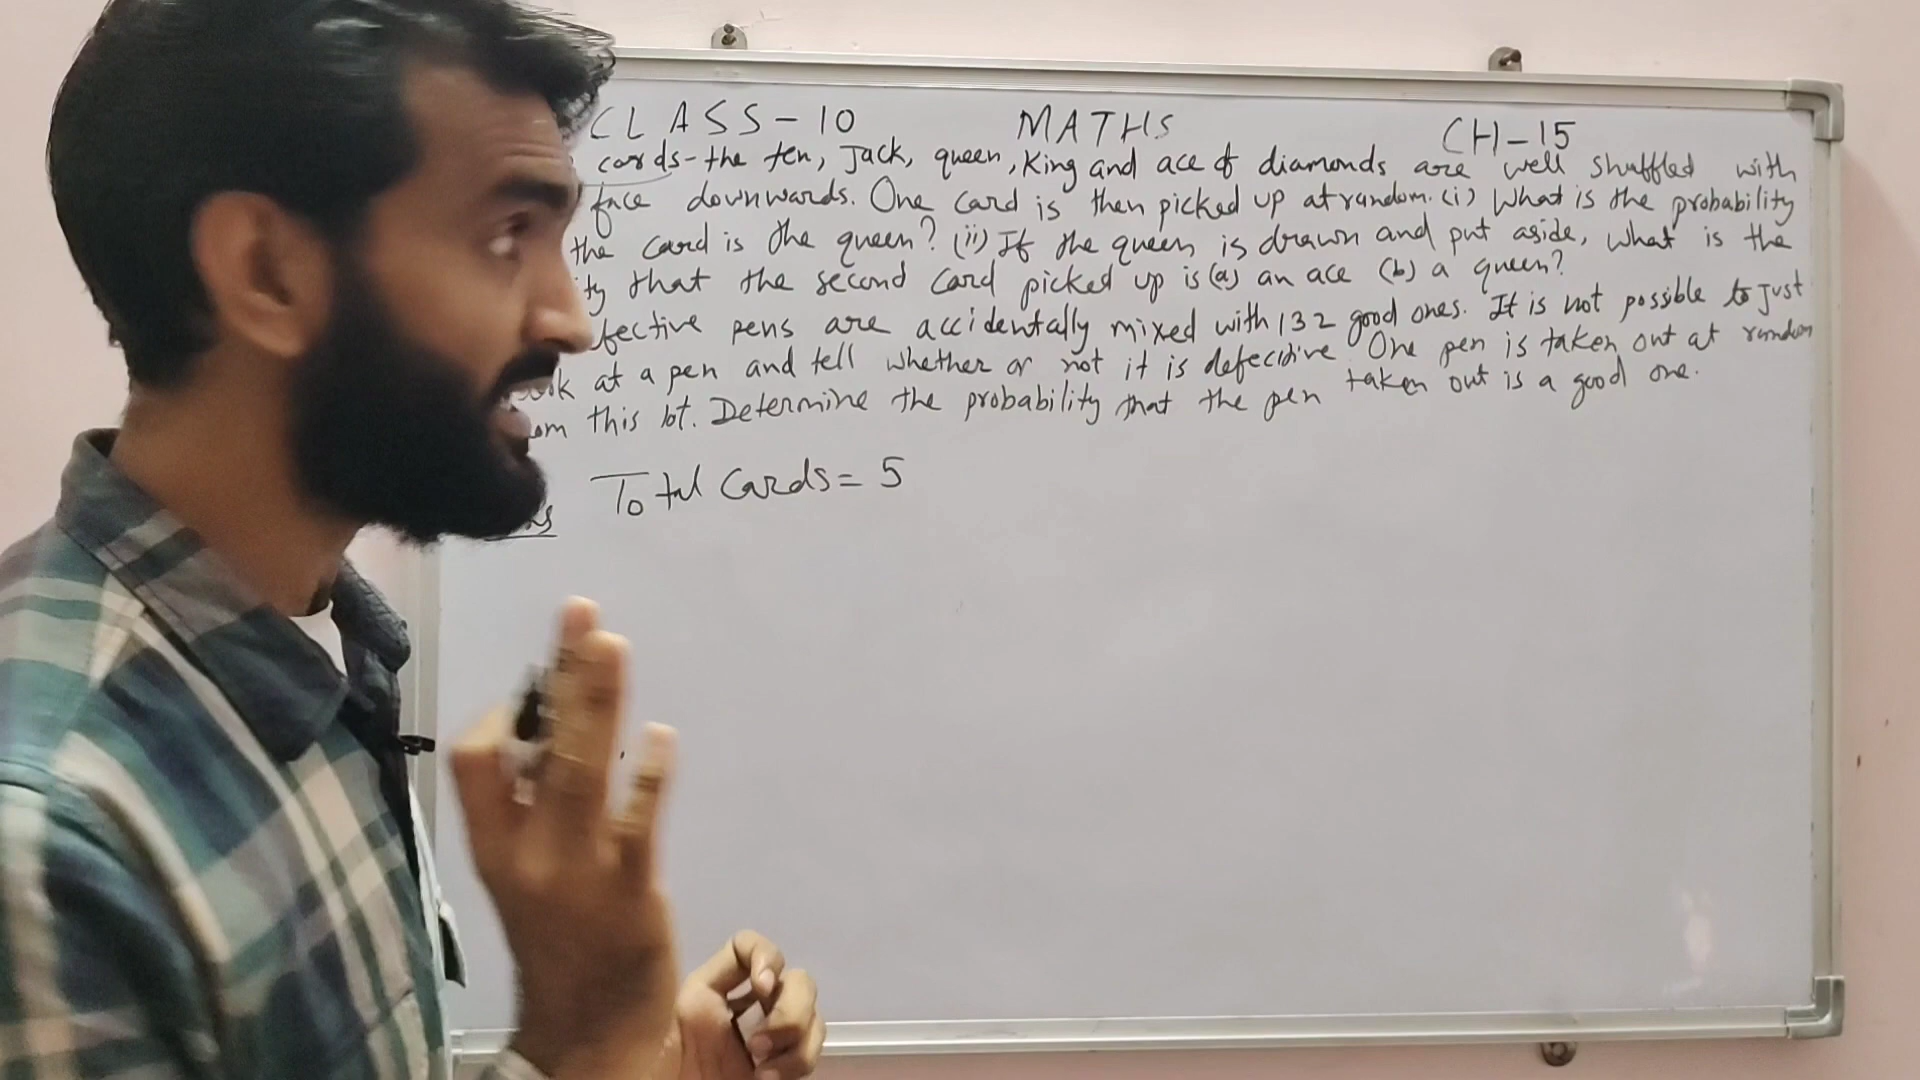 CLASS-10 MATHS CH-15
cards-the ten, Jack, queen, King and ace of diamonds are well shuffled with
face downwards. One card is then picked up at random. (i) What is the probability
the card is the queen? (ii) If the queen is drawn and put aside, what is the
ty that the second card picked up is (a) an ace (b) a queen?
fective pens are accidentally mixed with 132 good ones. It is not possible to just
ook at a pen and tell whether or not it is defecitive. One pen is taken out at random
om this lot. Determine the probability that the pen taken out is a good one.
Total Cards = 5